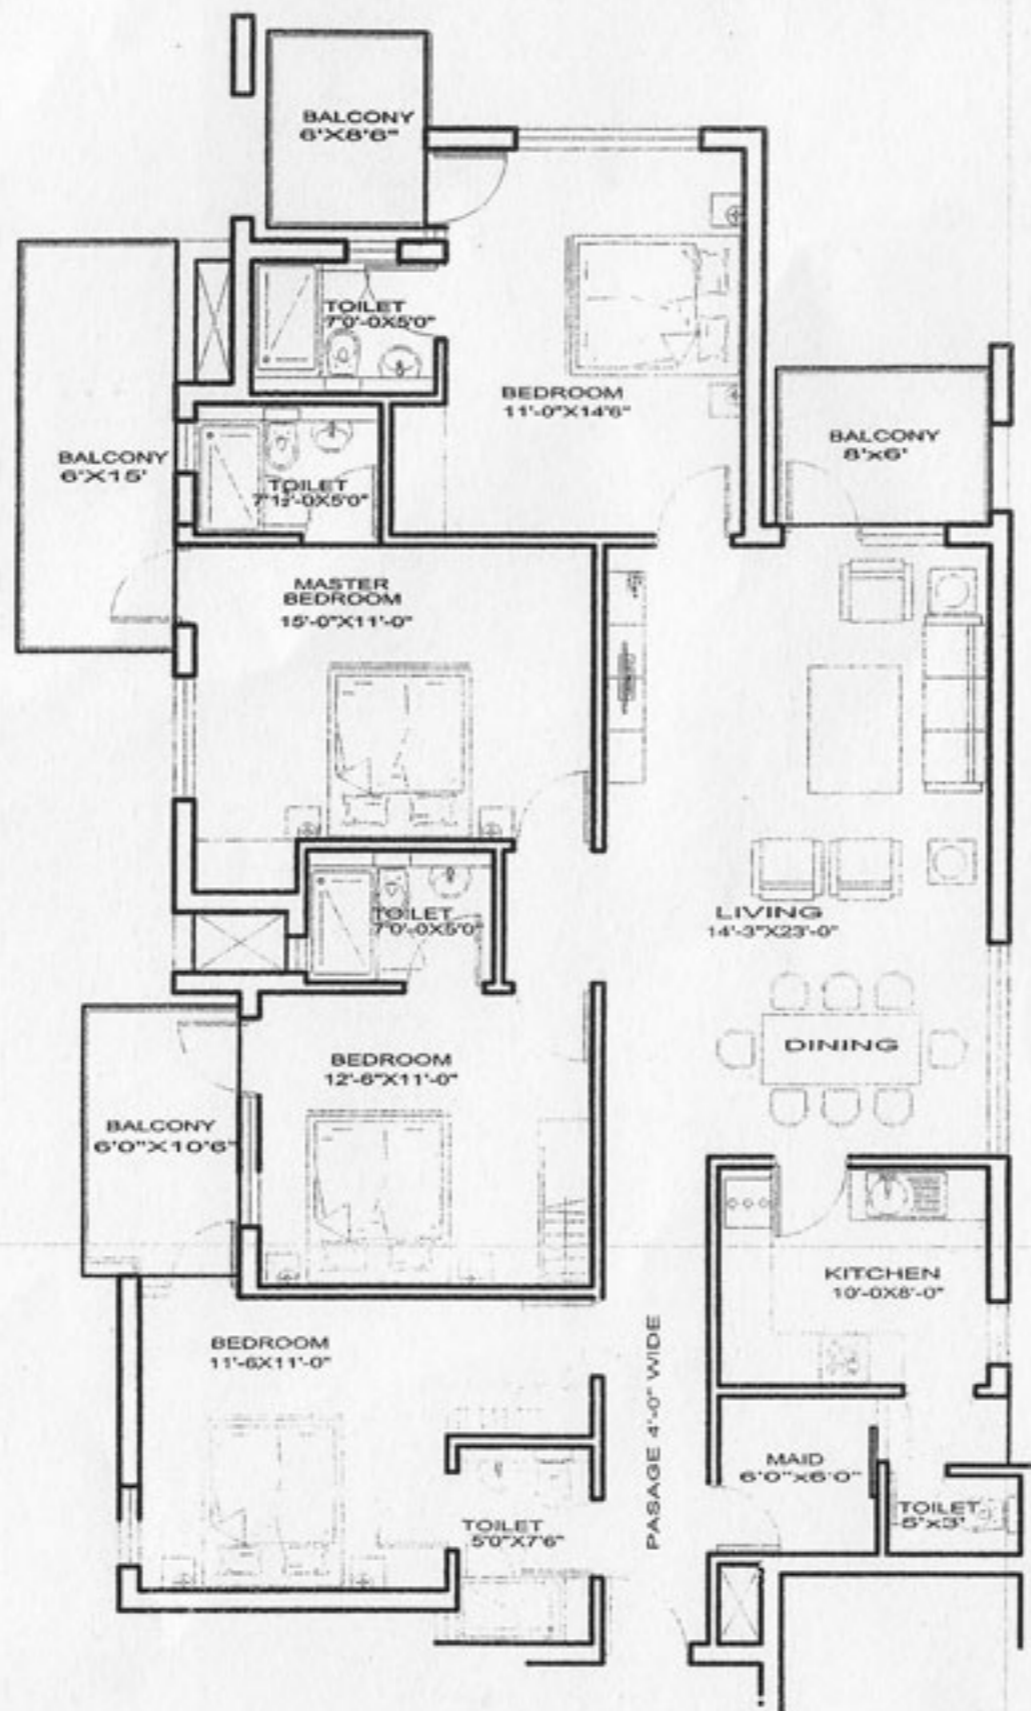 BALCONY
6'X8'6"
TOILET
7'0'-0X5'0"
BEDROOM
11'-0"X14'6"
BALCONY
8'x6'
BALCONY
6'X15'
TOILET
7'1½'-0X5'0"
MASTER
BEDROOM
15'-0"X11'-0"
TOILET
7'0'-0X5'0"
LIVING
14'-3"X23'-0"
DINING
BEDROOM
12'-6"X11'-0"
BALCONY
6'0"X10'6"
KITCHEN
10'-0X8'-0"
BEDROOM
11'-6X11'-0"
PASAGE 4'-0" WIDE
MAID
6'0"x6'0"
TOILET
5'x3'
TOILET
5'0"X7'6"